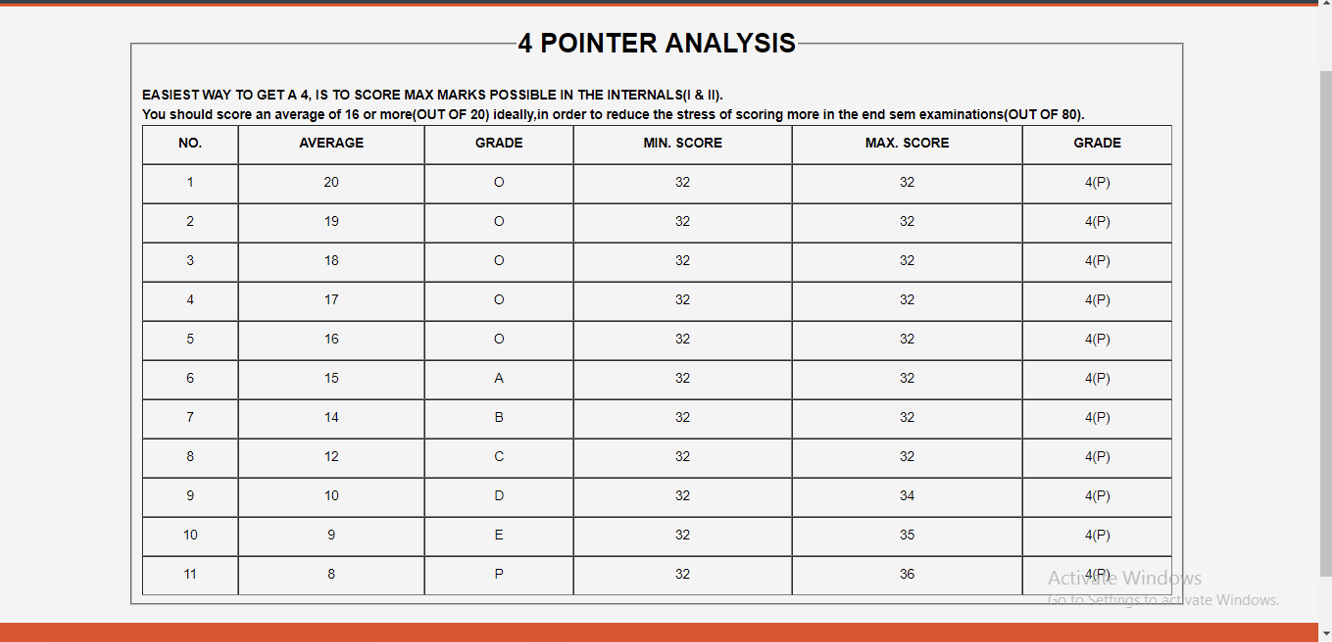 4 POINTER ANALYSIS
EASIEST WAY TO GET A 4, IS TO SCORE MAX MARKS POSSIBLE IN THE INTERNALS(I & II).
You should score an average of 16 or more(OUT OF 20) ideally,in order to reduce the stress of scoring more in the end sem examinations(OUT OF 80).
NO. AVERAGE GRADE MIN. SCORE MAX. SCORE GRADE
1 20 O 32 32 4(P)
2 19 O 32 32 4(P)
3 18 O 32 32 4(P)
4 17 O 32 32 4(P)
5 16 O 32 32 4(P)
6 15 A 32 32 4(P)
7 14 B 32 32 4(P)
8 12 C 32 32 4(P)
9 10 D 32 34 4(P)
10 9 E 32 35 4(P)
11 8 P 32 36 4(P)
Activate Windows
Go to Settings to activate Windows.